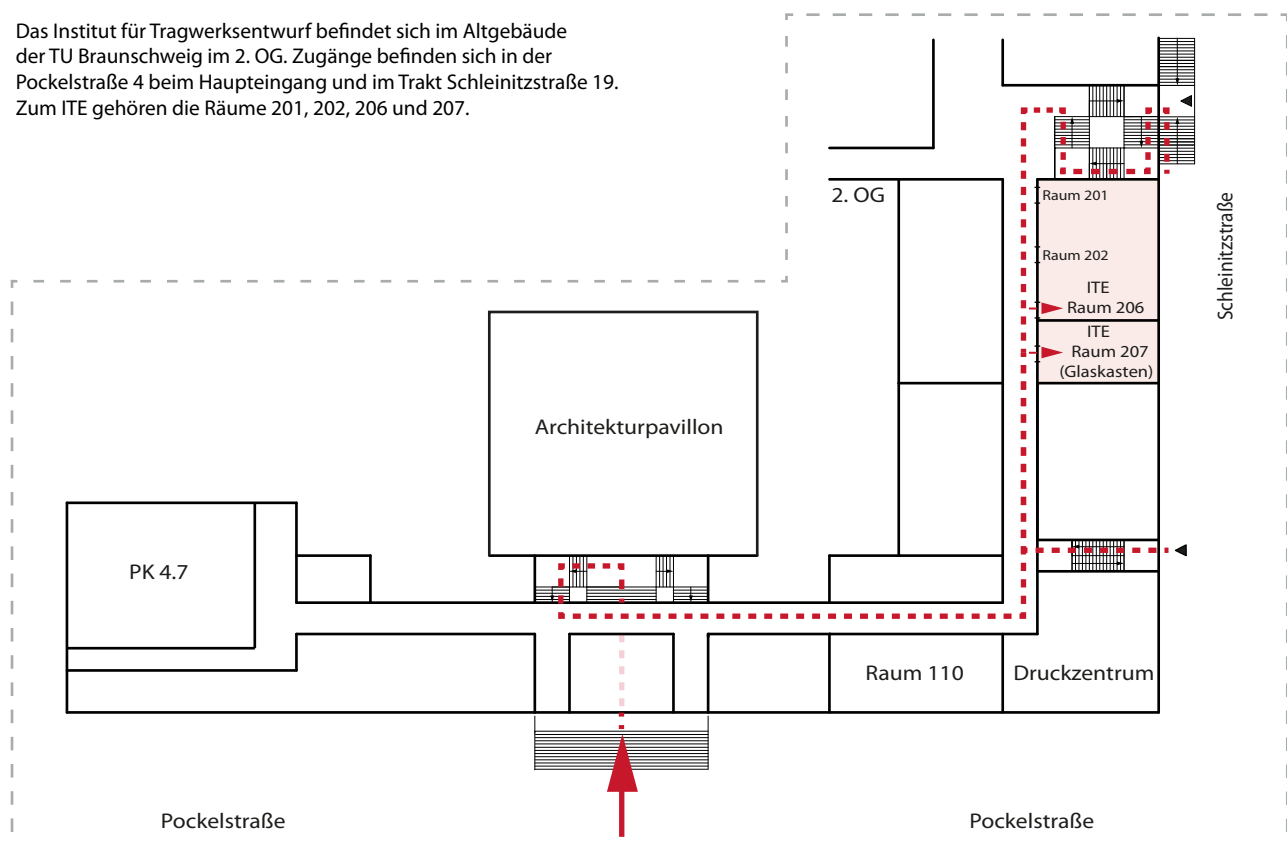 Das Institut für Tragwerksentwurf befindet sich im Altgebäude
der TU Braunschweig im 2. OG. Zugänge befinden sich in der
Pockelstraße 4 beim Haupteingang und im Trakt Schleinitzstraße 19.
Zum ITE gehören die Räume 201, 202, 206 und 207.
2. OG
Raum 201
Schleinitzstraße
Raum 202
ITE
Raum 206
ITE
Raum 207
(Glaskasten)
Architekturpavillon
PK 4.7
Raum 110
Druckzentrum
Pockelstraße
Pockelstraße